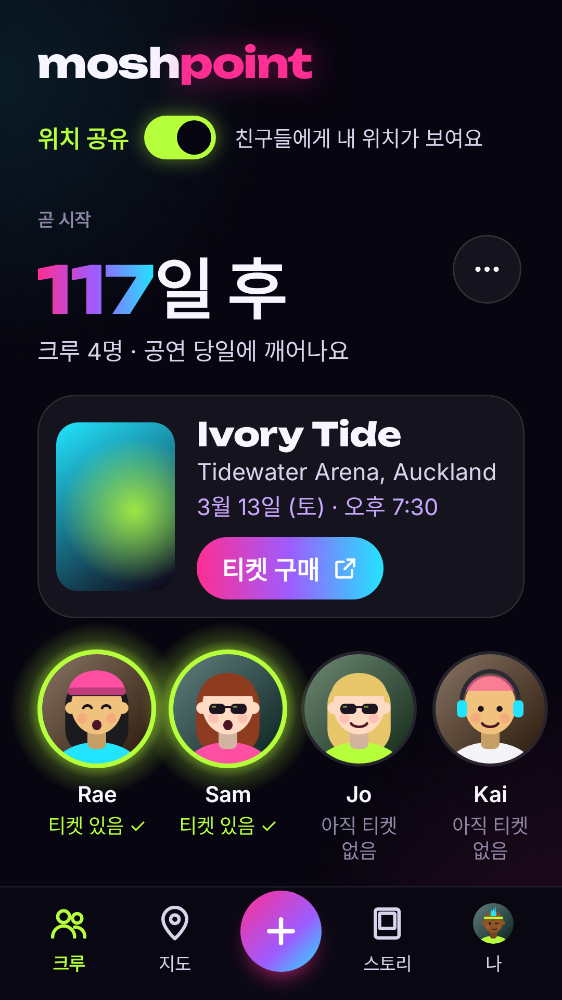 moshpoint
위치 공유
친구들에게 내 위치가 보여요
곧 시작
117일 후
크루 4명 · 공연 당일에 깨어나요
Ivory Tide
Tidewater Arena, Auckland
3월 13일 (토) · 오후 7:30
티켓 구매
Rae
티켓 있음 ✓
Sam
티켓 있음 ✓
Jo
아직 티켓
없음
Kai
아직 티켓
없음
크루
지도
스토리
나